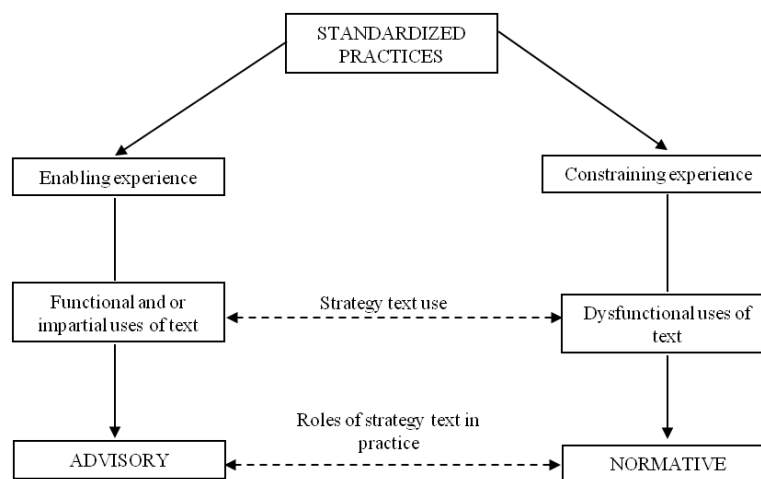 STANDARDIZED
PRACTICES
Enabling experience
Constraining experience
Functional and or
impartial uses of text
Strategy text use
Dysfunctional uses of
text
Roles of strategy text in
practice
ADVISORY
NORMATIVE